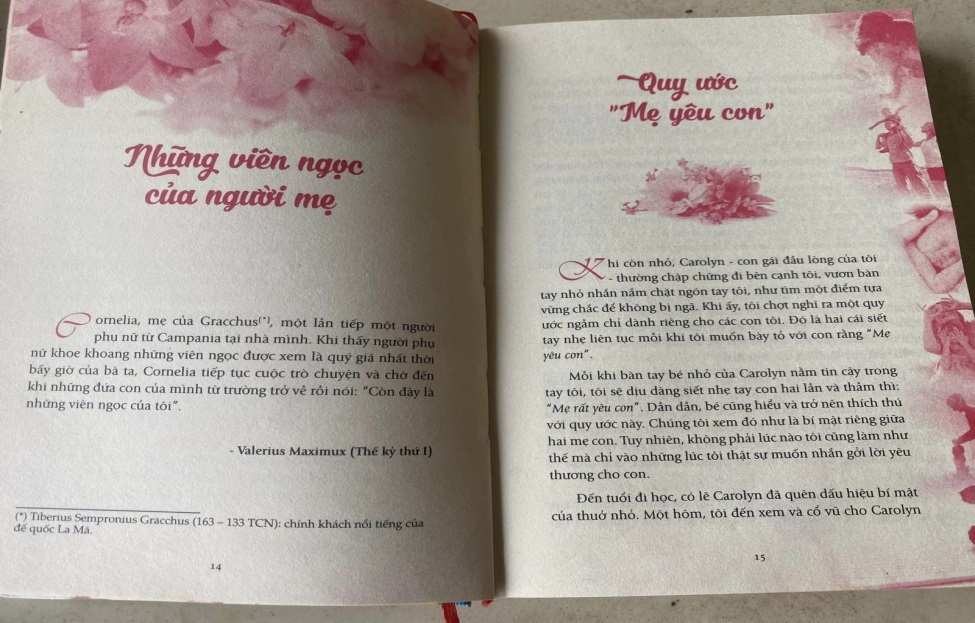 Những viên ngọc
của người mẹ
Cornelia, mẹ của Gracchus(*), một lần tiếp một người
phụ nữ từ Campania tại nhà mình. Khi thấy người phụ
nữ khoe khoang những viên ngọc được xem là quý giá nhất thời
bấy giờ của bà ta, Cornelia tiếp tục cuộc trò chuyện và chờ đến
khi những đứa con của mình từ trường trở về rồi nói: “Còn đây là
những viên ngọc của tôi”.
- Valerius Maximux (Thế kỷ thứ I)
(*) Tiberius Sempronius Gracchus (163 – 133 TCN): chính khách nổi tiếng của
đế quốc La Mã.
14
Quy ước
"Mẹ yêu con"
Khi còn nhỏ, Carolyn - con gái đầu lòng của tôi
- thường chập chững đi bên cạnh tôi, vươn bàn
tay nhỏ nhắn nắm chặt ngón tay tôi, như tìm một điểm tựa
vững chắc để không bị ngã. Khi ấy, tôi chợt nghĩ ra một quy
ước ngầm chỉ dành riêng cho các con tôi. Đó là hai cái siết
tay nhẹ liên tục mỗi khi tôi muốn bày tỏ với con rằng “Mẹ
yêu con”.
Mỗi khi bàn tay bé nhỏ của Carolyn nằm tin cậy trong
tay tôi, tôi sẽ dịu dàng siết nhẹ tay con hai lần và thầm thì:
“Mẹ rất yêu con”. Dần dần, bé cũng hiểu và trở nên thích thú
với quy ước này. Chúng tôi xem đó như là bí mật riêng giữa
hai mẹ con. Tuy nhiên, không phải lúc nào tôi cũng làm như
thế mà chỉ vào những lúc tôi thật sự muốn nhắn gởi lời yêu
thương cho con.
Đến tuổi đi học, có lẽ Carolyn đã quên dấu hiệu bí mật
của thuở nhỏ. Một hôm, tôi đến xem và cổ vũ cho Carolyn
15